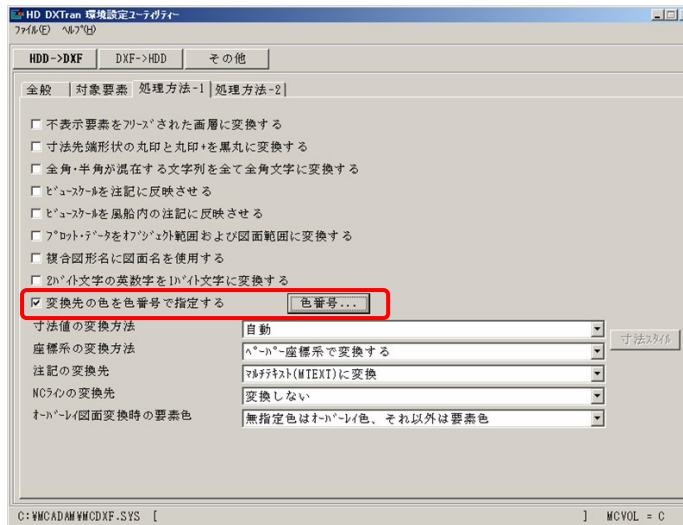 HD DXTran 環境設定ユーティリティー
ファイル(F) ヘルプ(H)
HDD->DXF DXF->HDD その他
全般 対象要素 処理方法-1 処理方法-2
不表示要素をフリーズされた画層に変換する
寸法先端形状の丸印と丸印+を黒丸に変換する
全角・半角が混在する文字列を全て全角文字に変換する
ビュースケールを注記に反映させる
ビュースケールを風船内の注記に反映させる
プロット・データをオブジェクト範囲および図面範囲に変換する
複合図形名に図面名を使用する
2バイト文字の英数字を1バイト文字に変換する
変換先の色を色番号で指定する 色番号...
寸法値の変換方法 自動 寸法スタイル
座標系の変換方法 ペーパー座標系で変換する
注記の変換先 マルチテキスト(MTEXT)に変換
NCラインの変換先 変換しない
オーバーレイ図面変換時の要素色 無指定色はオーバーレイ色、それ以外は要素色
C:¥MCADAM¥MCDXF.SYS [ ] MCVOL = C